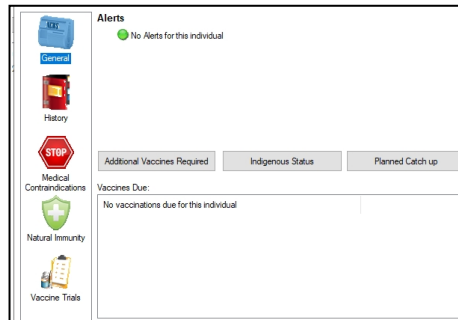 Alerts
No Alerts for this individual
General
History
STOP
Medical
Contraindications
Natural Immunity
Vaccine Trials
Additional Vaccines Required
Indigenous Status
Planned Catch up
Vaccines Due:
No vaccinations due for this individual